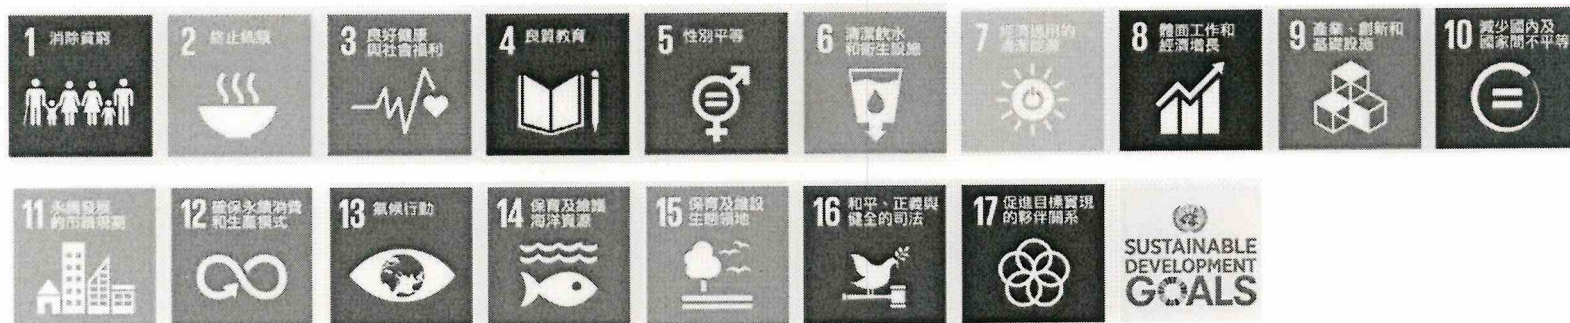 1 消除貧窮
2 終止飢餓
3 良好健康
與社會福利
4 良質教育
5 性別平等
6 清潔飲水
和衛生設施
7 經濟適用的
清潔能源
8 體面工作和
經濟增長
9 產業、創新和
基礎設施
10 減少國內及
國家間不平等
11 永續發展
的市鎮規劃
12 確保永續消費
和生產模式
13 氣候行動
14 保育及維護
海洋資源
15 保育及維設
生態領地
16 和平、正義與
健全的司法
17 促進目標實現
的夥伴關系
SUSTAINABLE
DEVELOPMENT
GOALS